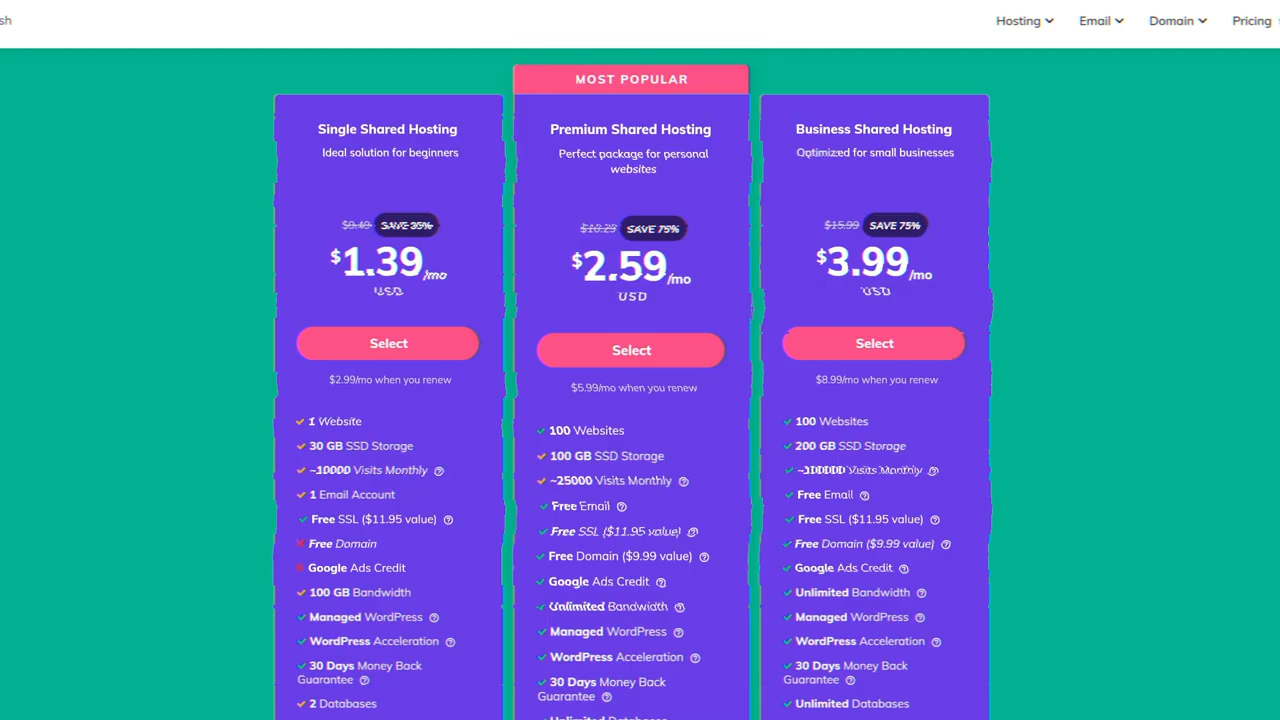 sh
Hosting
Email
Domain
Pricing
MOST POPULAR
Single Shared Hosting
Ideal solution for beginners
SAVE 35%
$1.39/mo
USD
Select
$2.99/mo when you renew
1 Website
30 GB SSD Storage
~10000 Visits Monthly
1 Email Account
Free SSL ($11.95 value)
Free Domain
Google Ads Credit
100 GB Bandwidth
Managed WordPress
WordPress Acceleration
30 Days Money Back
Guarantee
2 Databases
Premium Shared Hosting
Perfect package for personal
websites
$10.29 SAVE 75%
$2.59/mo
USD
Select
$5.99/mo when you renew
100 Websites
100 GB SSD Storage
~25000 Visits Monthly
Free Email
Free SSL ($11.95 value)
Free Domain ($9.99 value)
Google Ads Credit
Unlimited Bandwidth
Managed WordPress
WordPress Acceleration
30 Days Money Back
Guarantee
Unlimited Databases
Business Shared Hosting
Optimized for small businesses
$15.99 SAVE 75%
$3.99/mo
USD
Select
$8.99/mo when you renew
100 Websites
200 GB SSD Storage
Visits Monthly
Free Email
Free SSL ($11.95 value)
Free Domain ($9.99 value)
Google Ads Credit
Unlimited Bandwidth
Managed WordPress
WordPress Acceleration
30 Days Money Back
Guarantee
Unlimited Databases